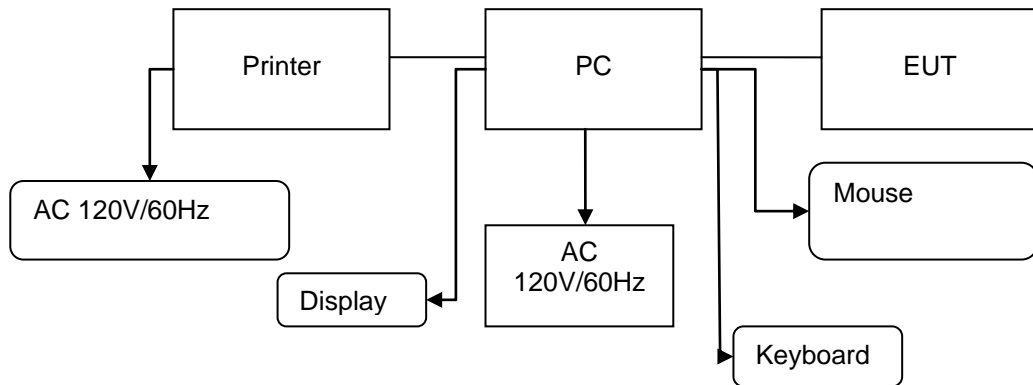 Printer
PC
EUT
AC 120V/60Hz
Mouse
AC
120V/60Hz
Display
Keyboard